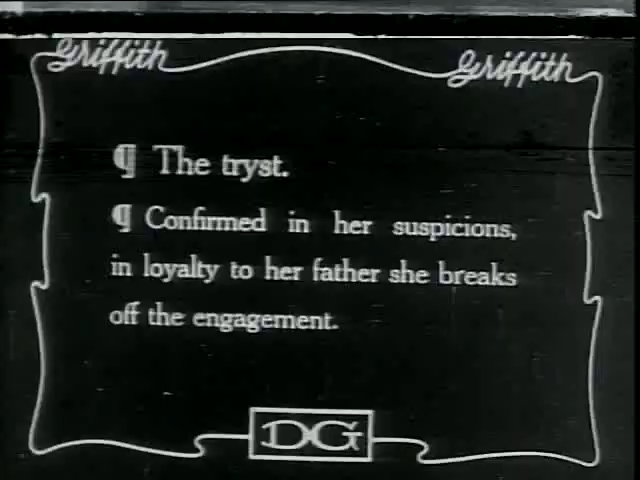 Griffith Griffith
¶ The tryst.
¶ Confirmed in her suspicions,
in loyalty to her father she breaks
off the engagement.
DG